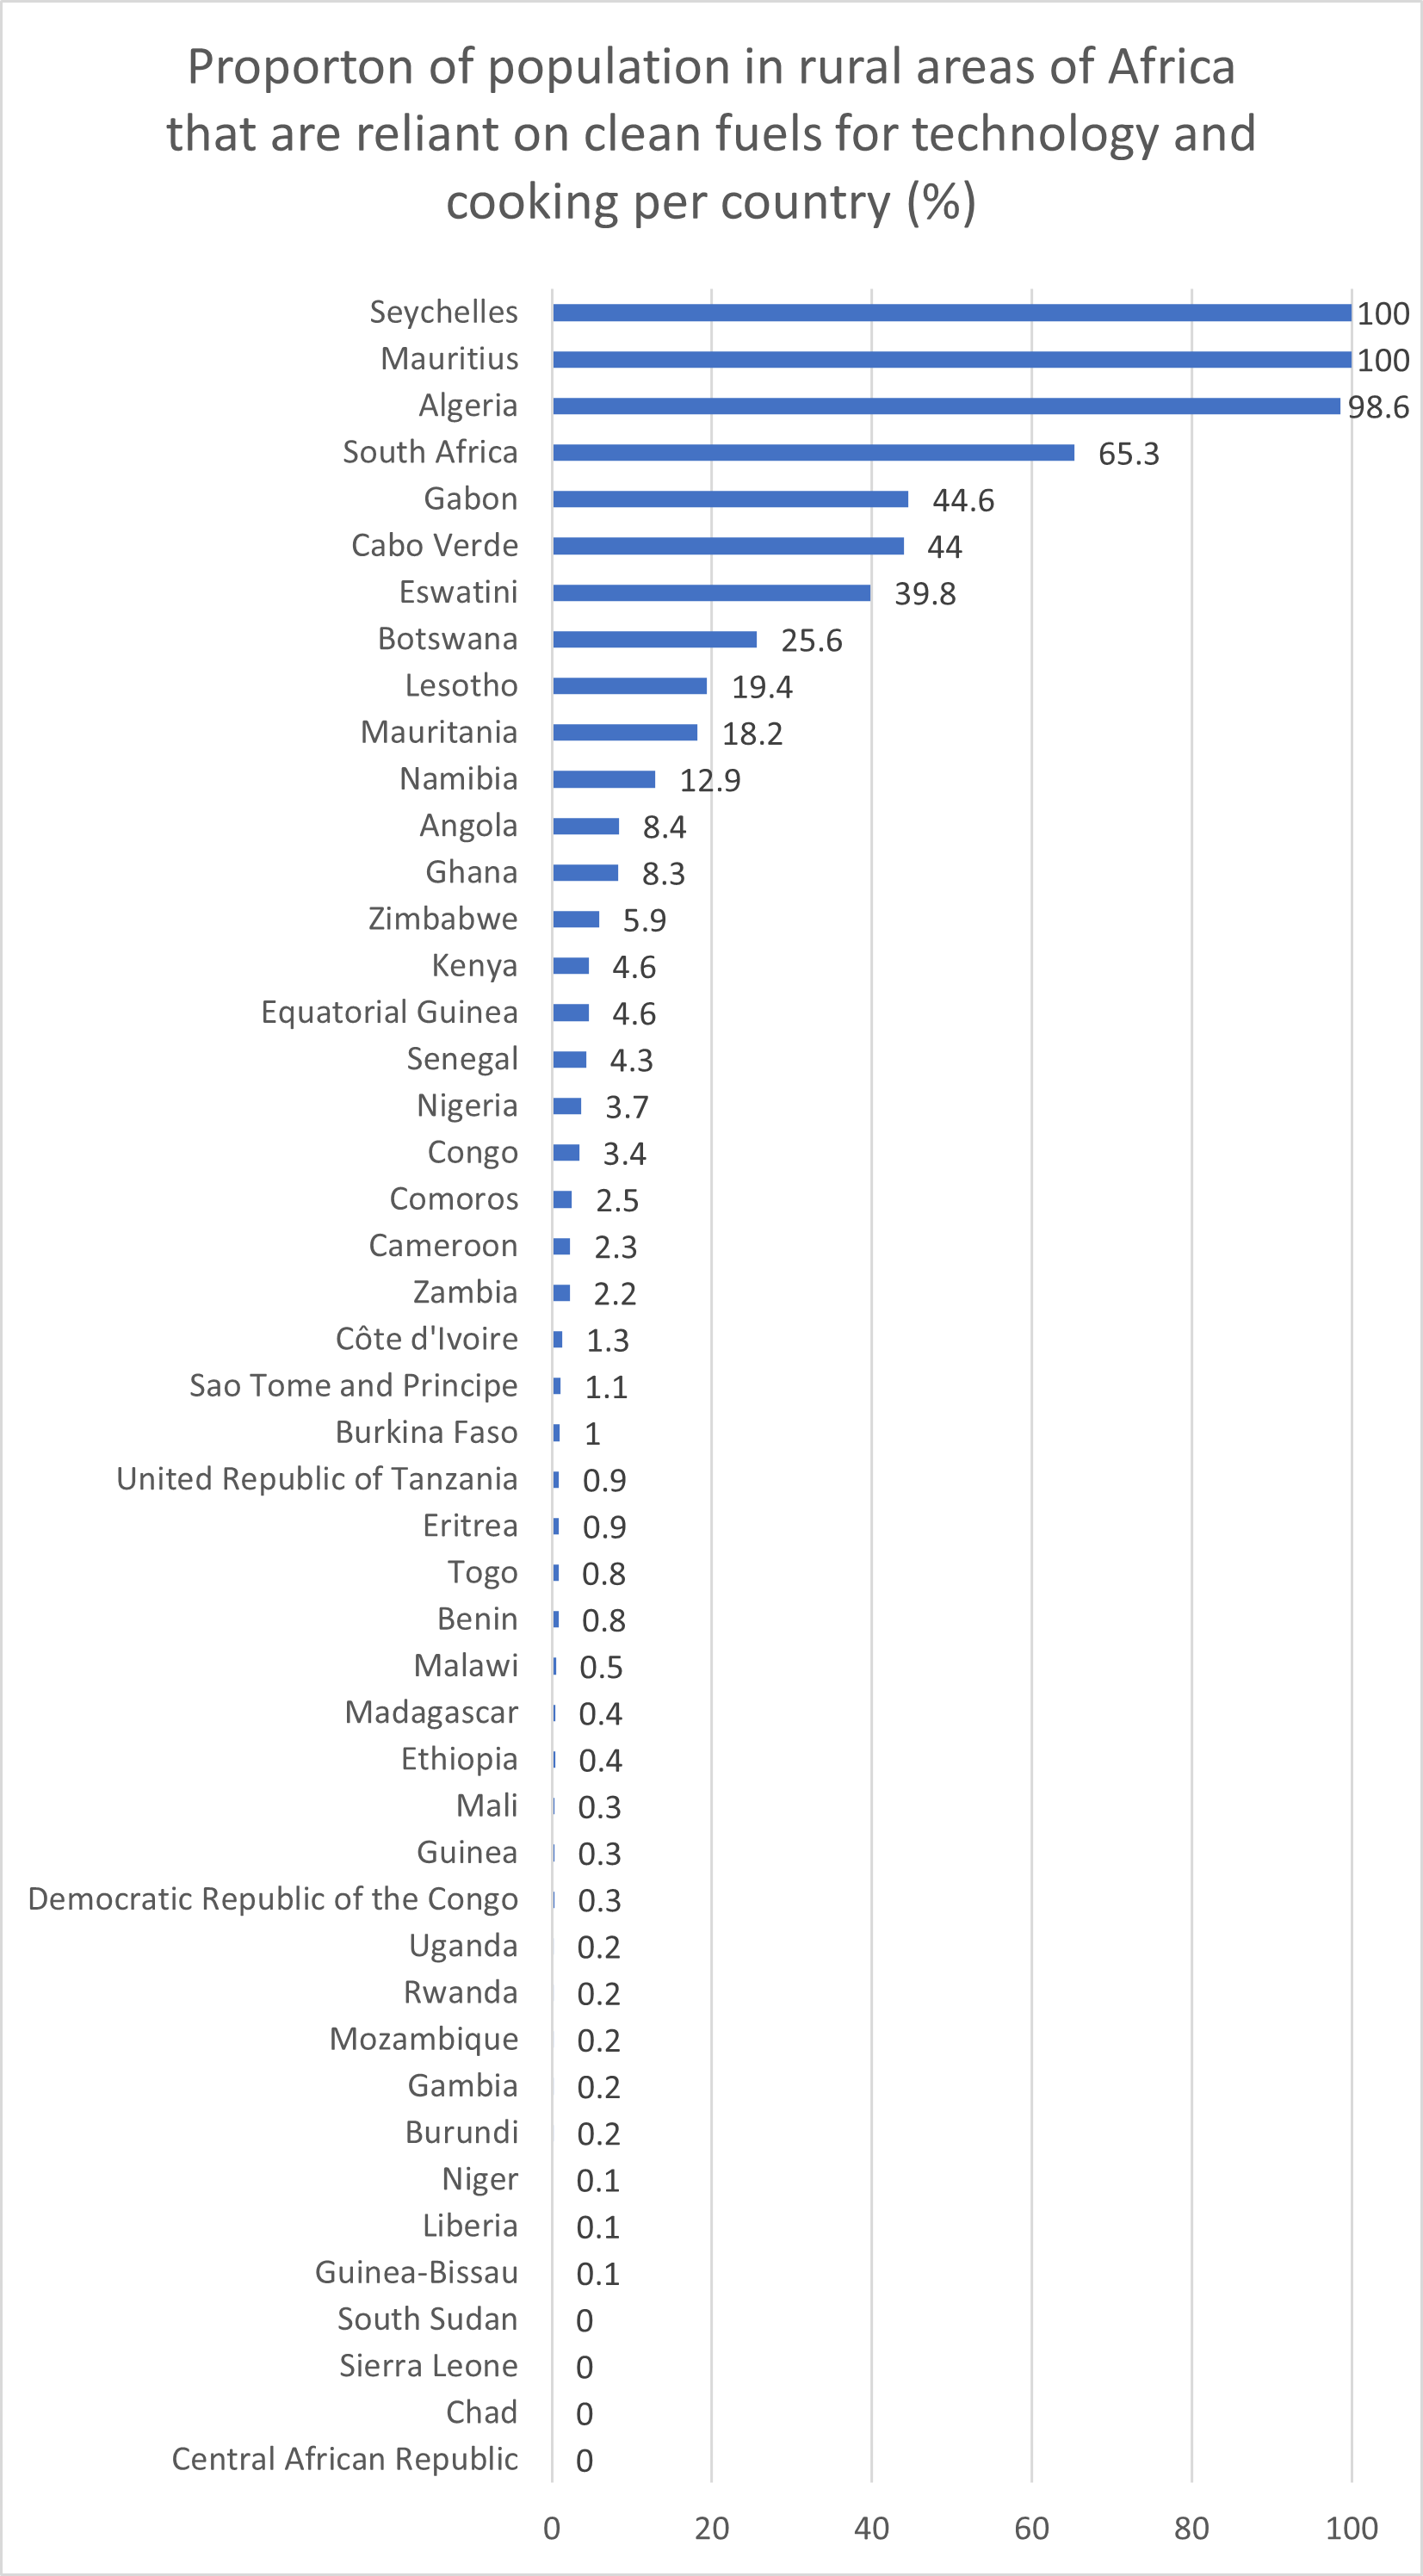 Proporton of population in rural areas of Africa
that are reliant on clean fuels for technology and
cooking per country (%)
Seychelles 100
Mauritius 100
Algeria 98.6
South Africa 65.3
Gabon 44.6
Cabo Verde 44
Eswatini 39.8
Botswana 25.6
Lesotho 19.4
Mauritania 18.2
Namibia 12.9
Angola 8.4
Ghana 8.3
Zimbabwe 5.9
Kenya 4.6
Equatorial Guinea 4.6
Senegal 4.3
Nigeria 3.7
Congo 3.4
Comoros 2.5
Cameroon 2.3
Zambia 2.2
Côte d'Ivoire 1.3
Sao Tome and Principe 1.1
Burkina Faso 1
United Republic of Tanzania 0.9
Eritrea 0.9
Togo 0.8
Benin 0.8
Malawi 0.5
Madagascar 0.4
Ethiopia 0.4
Mali 0.3
Guinea 0.3
Democratic Republic of the Congo 0.3
Uganda 0.2
Rwanda 0.2
Mozambique 0.2
Gambia 0.2
Burundi 0.2
Niger 0.1
Liberia 0.1
Guinea-Bissau 0.1
South Sudan 0
Sierra Leone 0
Chad 0
Central African Republic 0
0 20 40 60 80 100